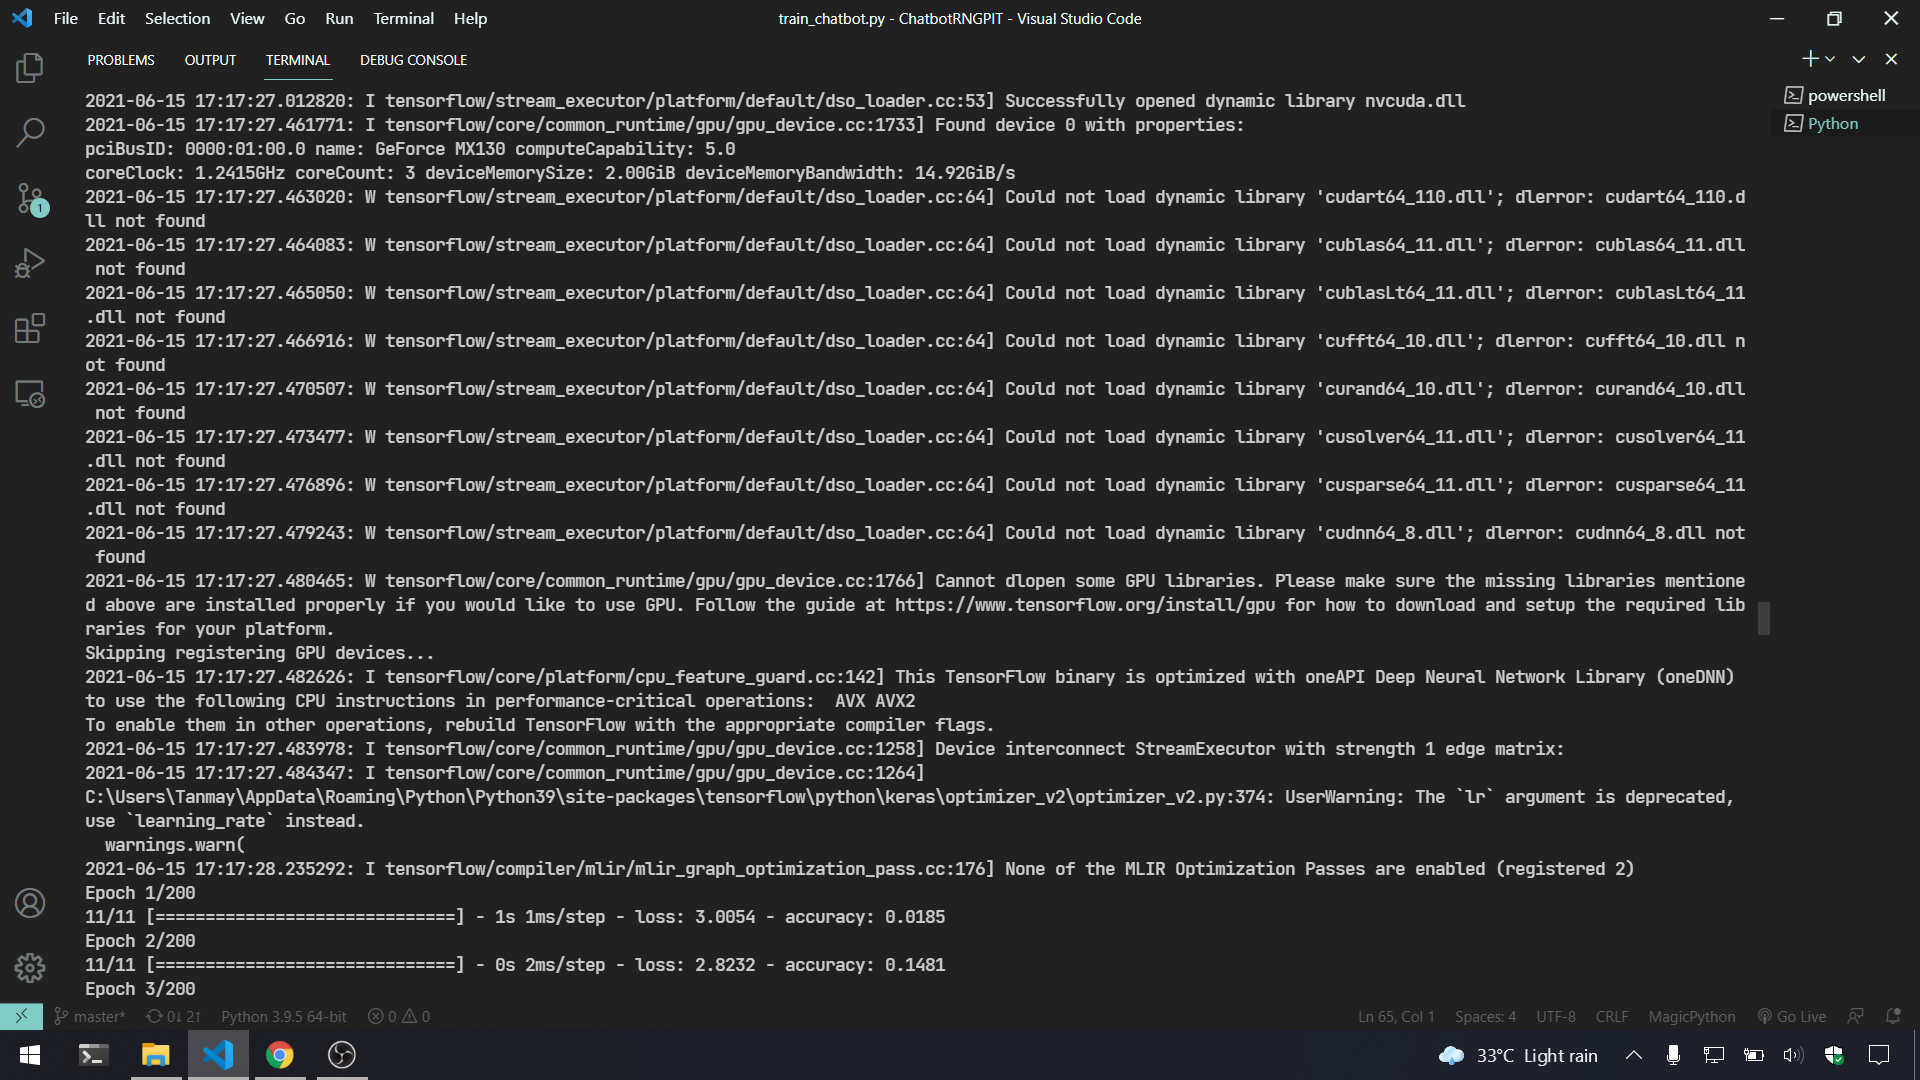 File Edit Selection View Go Run Terminal Help
train_chatbot.py - ChatbotRNGPIT - Visual Studio Code
PROBLEMS OUTPUT TERMINAL DEBUG CONSOLE
powershell
Python
1
2021-06-15 17:17:27.012820: I tensorflow/stream_executor/platform/default/dso_loader.cc:53] Successfully opened dynamic library nvcuda.dll
2021-06-15 17:17:27.461771: I tensorflow/core/common_runtime/gpu/gpu_device.cc:1733] Found device 0 with properties:
pciBusID: 0000:01:00.0 name: GeForce MX130 computeCapability: 5.0
coreClock: 1.2415GHz coreCount: 3 deviceMemorySize: 2.00GiB deviceMemoryBandwidth: 14.92GiB/s
2021-06-15 17:17:27.463020: W tensorflow/stream_executor/platform/default/dso_loader.cc:64] Could not load dynamic library 'cudart64_110.dll'; dlerror: cudart64_110.d
ll not found
2021-06-15 17:17:27.464083: W tensorflow/stream_executor/platform/default/dso_loader.cc:64] Could not load dynamic library 'cublas64_11.dll'; dlerror: cublas64_11.dll
not found
2021-06-15 17:17:27.465050: W tensorflow/stream_executor/platform/default/dso_loader.cc:64] Could not load dynamic library 'cublasLt64_11.dll'; dlerror: cublasLt64_11
.dll not found
2021-06-15 17:17:27.466916: W tensorflow/stream_executor/platform/default/dso_loader.cc:64] Could not load dynamic library 'cufft64_10.dll'; dlerror: cufft64_10.dll n
ot found
2021-06-15 17:17:27.470507: W tensorflow/stream_executor/platform/default/dso_loader.cc:64] Could not load dynamic library 'curand64_10.dll'; dlerror: curand64_10.dll
not found
2021-06-15 17:17:27.473477: W tensorflow/stream_executor/platform/default/dso_loader.cc:64] Could not load dynamic library 'cusolver64_11.dll'; dlerror: cusolver64_11
.dll not found
2021-06-15 17:17:27.476896: W tensorflow/stream_executor/platform/default/dso_loader.cc:64] Could not load dynamic library 'cusparse64_11.dll'; dlerror: cusparse64_11
.dll not found
2021-06-15 17:17:27.479243: W tensorflow/stream_executor/platform/default/dso_loader.cc:64] Could not load dynamic library 'cudnn64_8.dll'; dlerror: cudnn64_8.dll not
found
2021-06-15 17:17:27.480465: W tensorflow/core/common_runtime/gpu/gpu_device.cc:1766] Cannot dlopen some GPU libraries. Please make sure the missing libraries mentione
d above are installed properly if you would like to use GPU. Follow the guide at https://www.tensorflow.org/install/gpu for how to download and setup the required lib
raries for your platform.
Skipping registering GPU devices...
2021-06-15 17:17:27.482626: I tensorflow/core/platform/cpu_feature_guard.cc:142] This TensorFlow binary is optimized with oneAPI Deep Neural Network Library (oneDNN)
to use the following CPU instructions in performance-critical operations:  AVX AVX2
To enable them in other operations, rebuild TensorFlow with the appropriate compiler flags.
2021-06-15 17:17:27.483978: I tensorflow/core/common_runtime/gpu/gpu_device.cc:1258] Device interconnect StreamExecutor with strength 1 edge matrix:
2021-06-15 17:17:27.484347: I tensorflow/core/common_runtime/gpu/gpu_device.cc:1264]
C:\Users\Tanmay\AppData\Roaming\Python\Python39\site-packages\tensorflow\python\keras\optimizer_v2\optimizer_v2.py:374: UserWarning: The `lr` argument is deprecated,
use `learning_rate` instead.
warnings.warn(
2021-06-15 17:17:28.235292: I tensorflow/compiler/mlir/mlir_graph_optimization_pass.cc:176] None of the MLIR Optimization Passes are enabled (registered 2)
Epoch 1/200
11/11 [==============================] - 1s 1ms/step - loss: 3.0054 - accuracy: 0.0185
Epoch 2/200
11/11 [==============================] - 0s 2ms/step - loss: 2.8232 - accuracy: 0.1481
Epoch 3/200
master* 0↓ 2↑ Python 3.9.5 64-bit 0 0 Ln 65, Col 1 Spaces: 4 UTF-8 CRLF MagicPython Go Live
33°C Light rain